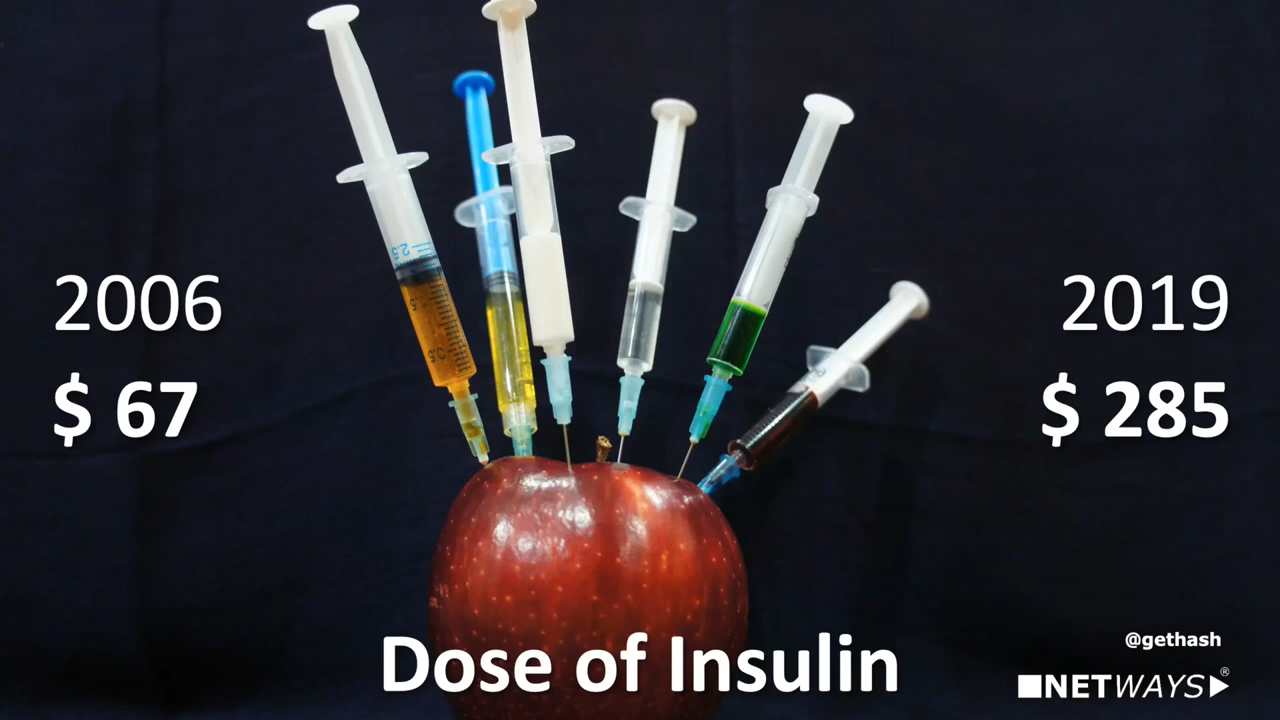 2006
$ 67
2019
$ 285
Dose of Insulin
@gethash
NETWAYS®